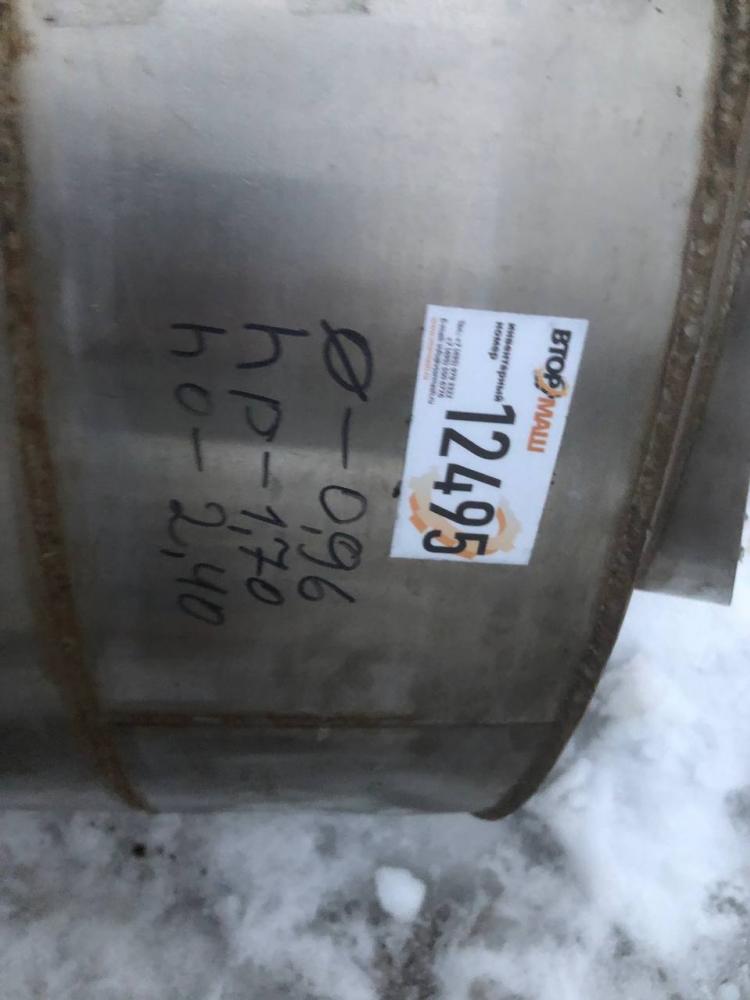 ВТОРМАШ
инвентарный
номер
12495
Ø – 0,96
hр – 1,70
hо – 2,40